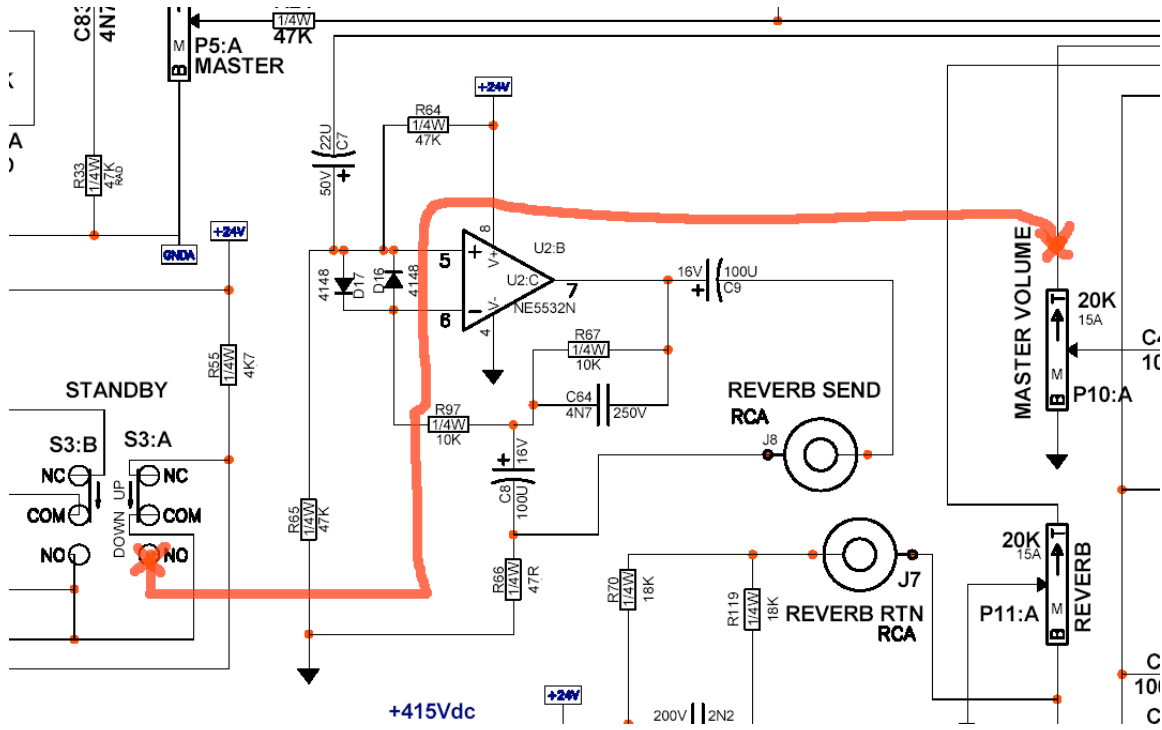 C83
4N7
P5:A
MASTER
M
B
1/4W
47K
R33
1/4W
47K
RAD
GNDA
+24V
R55
1/4W
4K7
22U
C7
50V
+
R64
1/4W
47K
+24V
5
+
6
8
V+
V-
4
U2:B
U2:C
NE5532N
7
4148
D17
D16
4148
16V
100U
+
C9
R67
1/4W
10K
C64
4N7
250V
R97
1/4W
10K
16V
+
C8
100U
R65
1/4W
47K
R66
1/4W
47R
REVERB SEND
RCA
J8
REVERB RTN
RCA
J7
R70
1/4W
18K
R119
1/4W
18K
200V
2N2
+24V
+415Vdc
STANDBY
S3:B
S3:A
NC
NC
COM
COM
NO
NO
DOWN
UP
MASTER VOLUME
T
M
B
20K
15A
P10:A
20K
15A
P11:A
T
M
B
REVERB